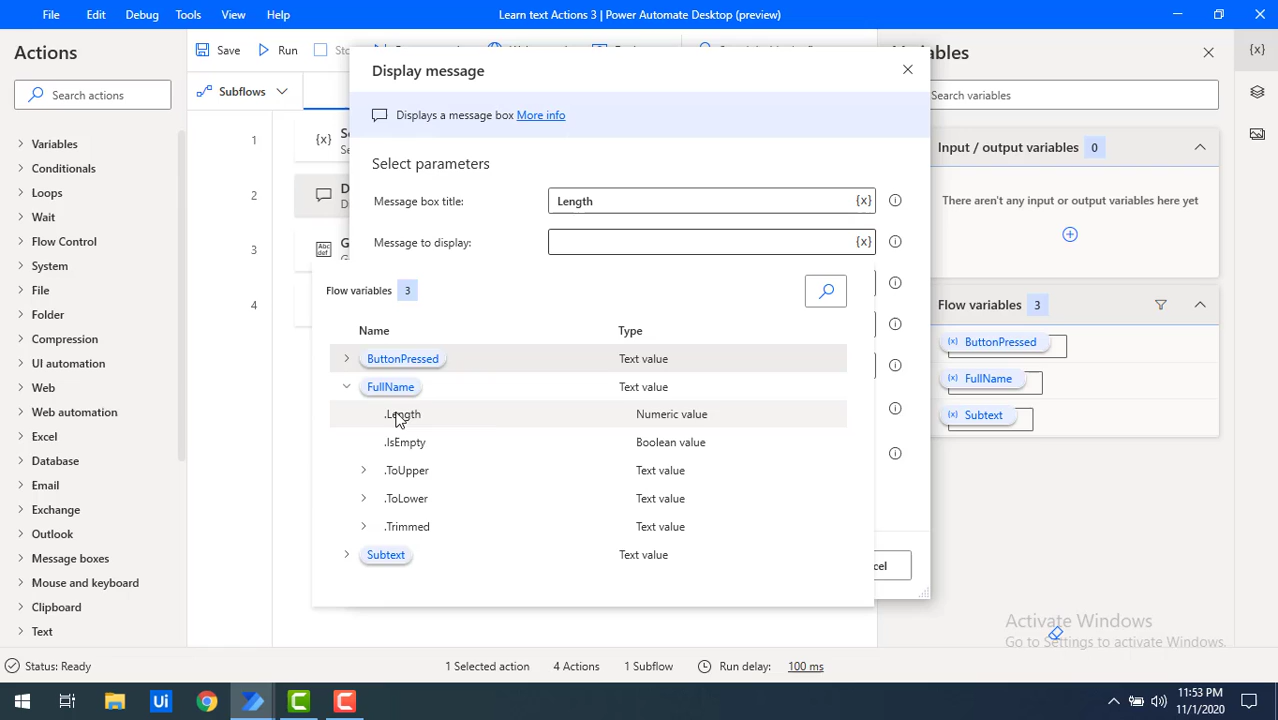 File Edit Debug Tools View Help
Learn text Actions 3 | Power Automate Desktop (preview)
Actions
Search actions
Variables
Conditionals
Loops
Wait
Flow Control
System
File
Folder
Compression
UI automation
Web
Web automation
Excel
Database
Email
Exchange
Outlook
Message boxes
Mouse and keyboard
Clipboard
Text
Save Run
Subflows
1
2
3
4
Display message
Displays a message box More info
Select parameters
Message box title: Length {x}
Message to display: {x}
Flow variables 3
Name Type
ButtonPressed Text value
FullName Text value
.Length Numeric value
.IsEmpty Boolean value
.ToUpper Text value
.ToLower Text value
.Trimmed Text value
Subtext Text value
Search variables
Input / output variables 0
There aren't any input or output variables here yet
Flow variables 3
ButtonPressed
FullName
Subtext
Activate Windows
Go to Settings to activate Windows.
Status: Ready 1 Selected action 4 Actions 1 Subflow Run delay: 100 ms
Ui
11:53 PM
11/1/2020